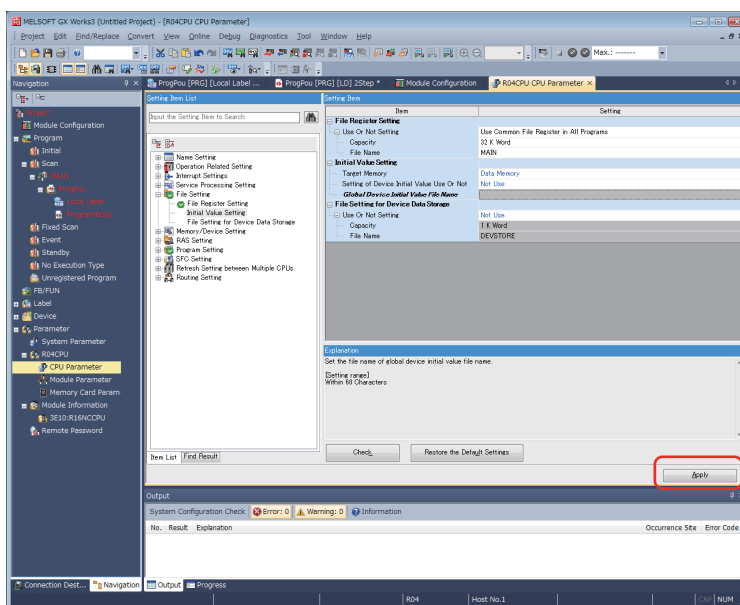 MELSOFT GX Works3 (Untitled Project) - [R04CPU CPU Parameter]
Project Edit Find/Replace Convert View Online Debug Diagnostics Tool Window Help
Max.: -------
Navigation
ProgPou [PRG] [Local Label ...
ProgPou [PRG] [LD] 2Step *
Module Configuration
R04CPU CPU Parameter ×
Project
Module Configuration
Program
Initial
Scan
MAIN
ProgPou
Local Label
ProgramBody
Fixed Scan
Event
Standby
No Execution Type
Unregistered Program
FB/FUN
Label
Device
Parameter
System Parameter
R04CPU
CPU Parameter
Module Parameter
Memory Card Param
Module Information
3E10:R16NCCPU
Remote Password
Setting Item List
Input the Setting Item to Search
Name Setting
Operation Related Setting
Interrupt Settings
Service Processing Setting
File Setting
File Register Setting
Initial Value Setting
File Setting for Device Data Storage
Memory/Device Setting
RAS Setting
Program Setting
SFC Setting
Refresh Setting between Multiple CPUs
Routing Setting
Item List Find Result
Setting Item
Item Setting
File Register Setting
Use Or Not Setting Use Common File Register in All Programs
Capacity 32 K Word
File Name MAIN
Initial Value Setting
Target Memory Data Memory
Setting of Device Initial Value Use Or Not Not Use
Global Device Initial Value File Name
File Setting for Device Data Storage
Use Or Not Setting Not Use
Capacity 1 K Word
File Name DEVSTORE
Explanation
Set the file name of global device initial value file name.
[Setting range]
Within 60 Characters
Check Restore the Default Settings
Apply
Output
System Configuration Check Error: 0 Warning: 0 Information
No. Result Explanation Occurrence Site Error Code
Connection Dest... Navigation Output Progress
R04 Host No.1 CAP NUM